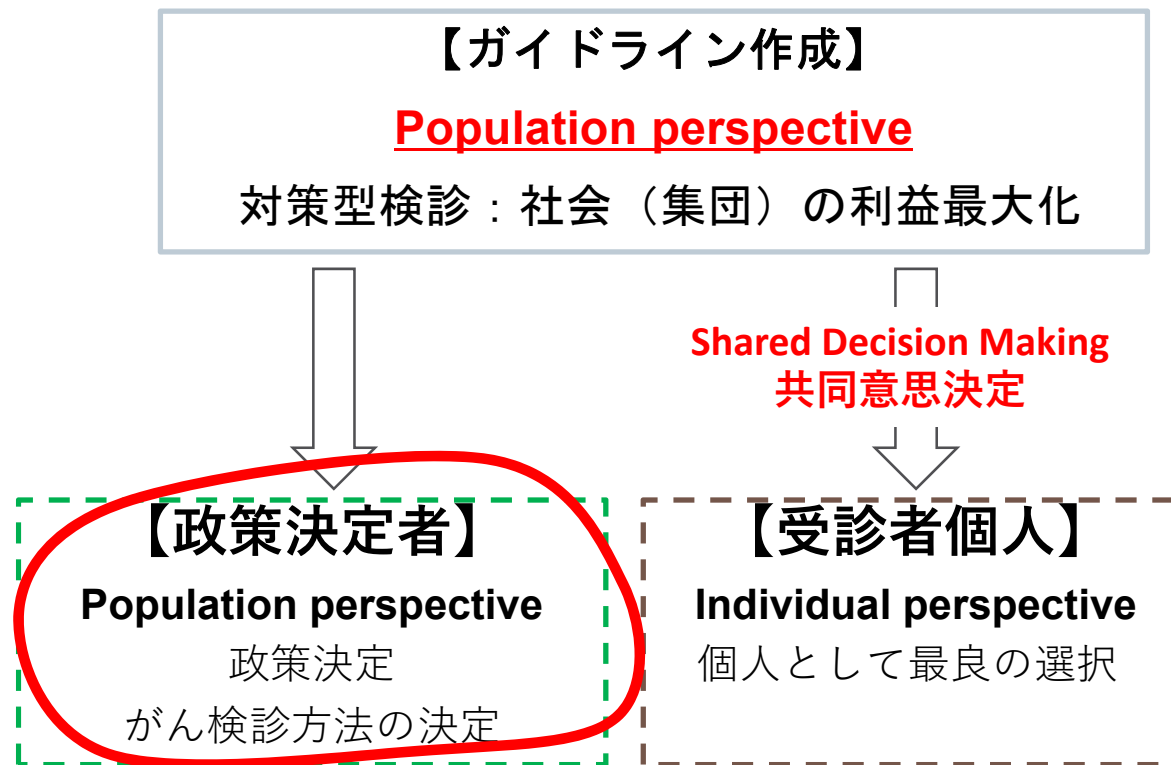 【ガイドライン作成】
Population perspective
対策型検診：社会（集団）の利益最大化
Shared Decision Making
共同意思決定
【政策決定者】
Population perspective
政策決定
がん検診方法の決定
【受診者個人】
Individual perspective
個人として最良の選択